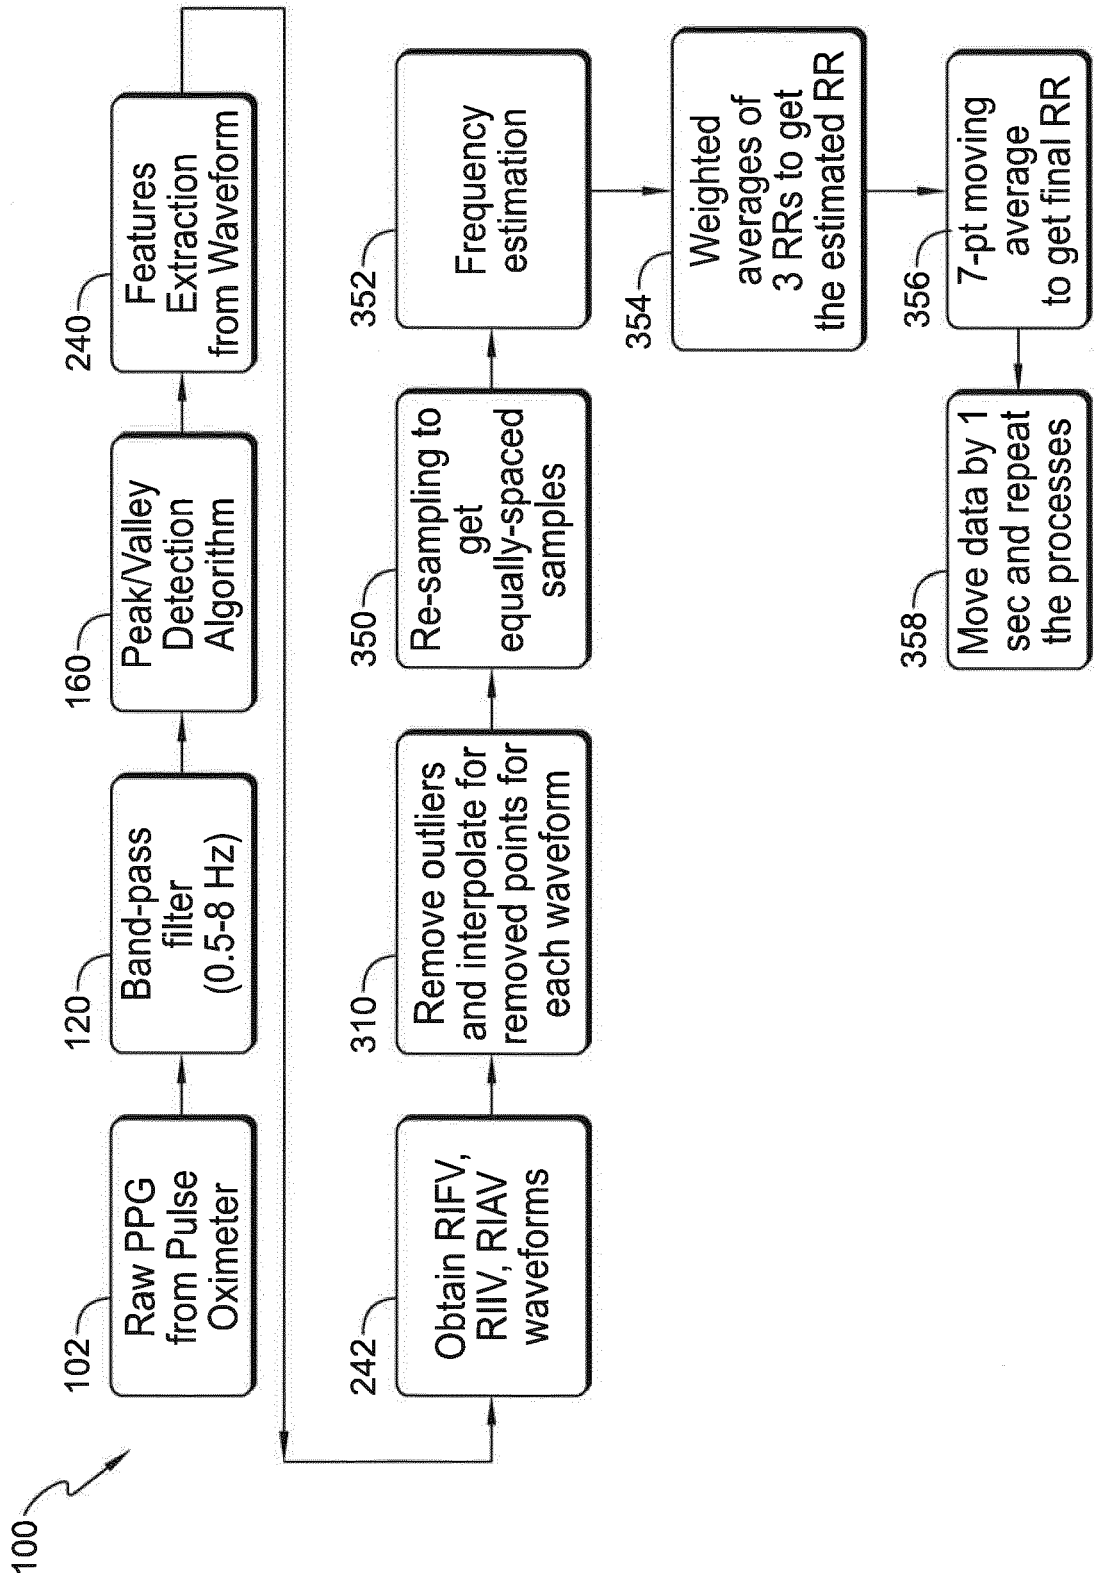 100
102
Raw PPG
from Pulse
Oximeter
120
Band-pass
filter
(0.5-8 Hz)
160
Peak/Valley
Detection
Algorithm
240
Features
Extraction
from Waveform
242
Obtain RIFV,
RIIV, RIAV
waveforms
310
Remove outliers
and interpolate for
removed points for
each waveform
350
Re-sampling to
get
equally-spaced
samples
352
Frequency
estimation
354
Weighted
averages of
3 RRs to get
the estimated RR
356
7-pt moving
average
to get final RR
358
Move data by 1
sec and repeat
the processes